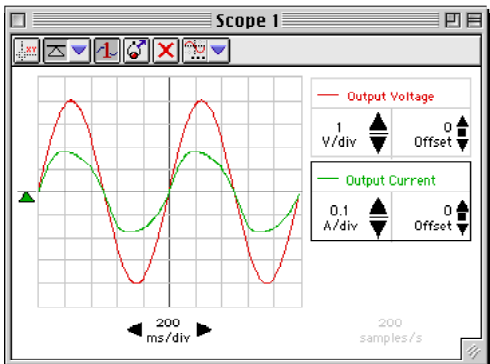 Scope 1
XY
Output Voltage
1
V/div
0
Offset
Output Current
0.1
A/div
0
Offset
200
ms/div
200
samples/s